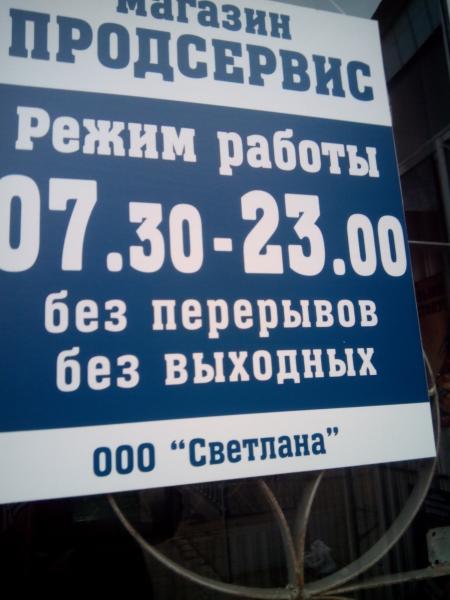 магазин
ПРОДСЕРВИС
Режим работы
07.30-23.00
без перерывов
без выходных
ООО "Светлана"